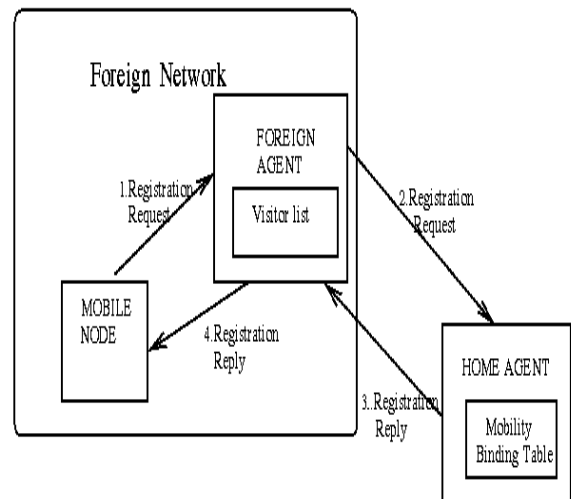 Foreign Network
FOREIGN
AGENT
Visitor list
1.Registration
Request
2.Registration
Request
MOBILE
NODE
4.Registration
Reply
HOME AGENT
3..Registration
Reply
Mobility
Binding Table